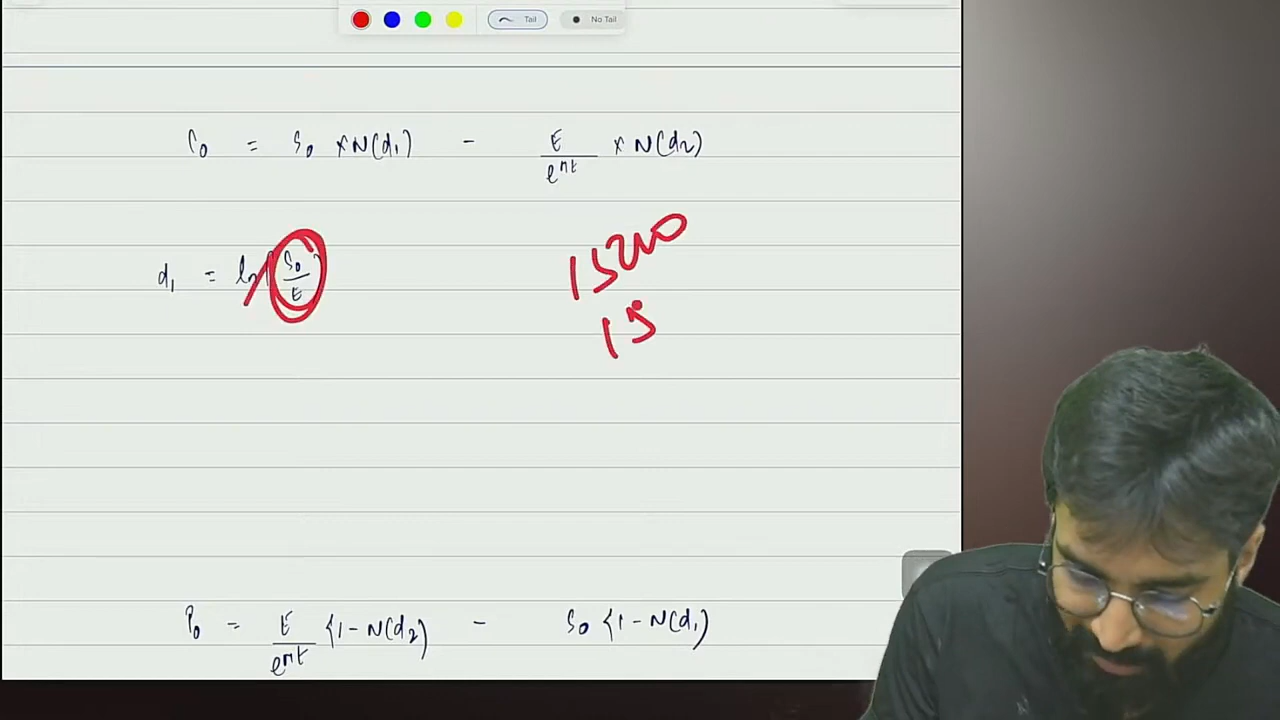 Tail No Tail
C₀ = S₀ × N(d₁) - E/e^rt × N(d₂)
d₁ = ln(S₀/E)
15200
15
P₀ = E/e^rt {1 - N(d₂) - S₀ {1 - N(d₁)